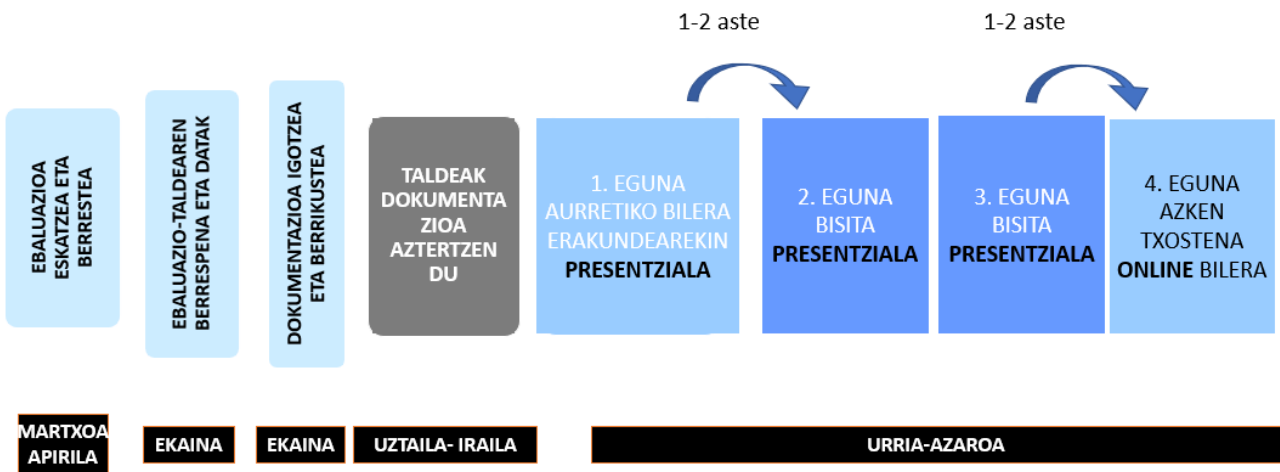 1-2 aste
1-2 aste
EBALUAZIOA
ESKATZEA ETA
BERRESTEA
EBALUAZIO-TALDEAREN
BERRESPENA ETA DATAK
DOKUMENTAZIOA IGOTZEA
ETA BERRIKUSTEA
TALDEAK
DOKUMENTA
ZIOA
AZTERTZEN
DU
1. EGUNA
AURRETIKO BILERA
ERAKUNDEAREKIN
PRESENTZIALA
2. EGUNA
BISITA
PRESENTZIALA
3. EGUNA
BISITA
PRESENTZIALA
4. EGUNA
AZKEN
TXOSTENA
ONLINE BILERA
MARTXOA
APIRILA
EKAINA
EKAINA
UZTAILA- IRAILA
URRIA-AZAROA